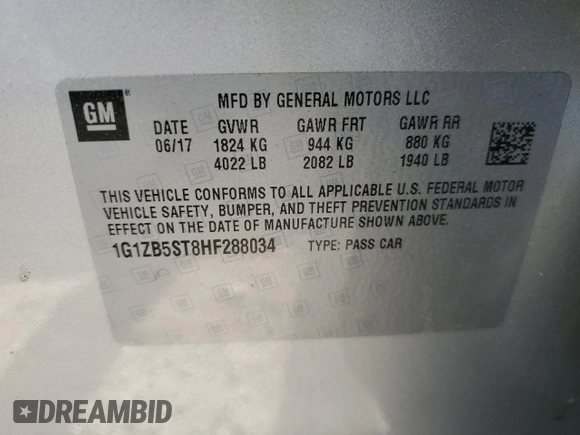 GM
MFD BY GENERAL MOTORS LLC
DATE GVWR GAWR FRT GAWR RR
06/17 1824 KG 944 KG 880 KG
4022 LB 2082 LB 1940 LB
THIS VEHICLE CONFORMS TO ALL APPLICABLE U.S. FEDERAL MOTOR
VEHICLE SAFETY, BUMPER, AND THEFT PREVENTION STANDARDS IN
EFFECT ON THE DATE OF MANUFACTURE SHOWN ABOVE.
1G1ZB5ST8HF288034 TYPE: PASS CAR
DREAMBID